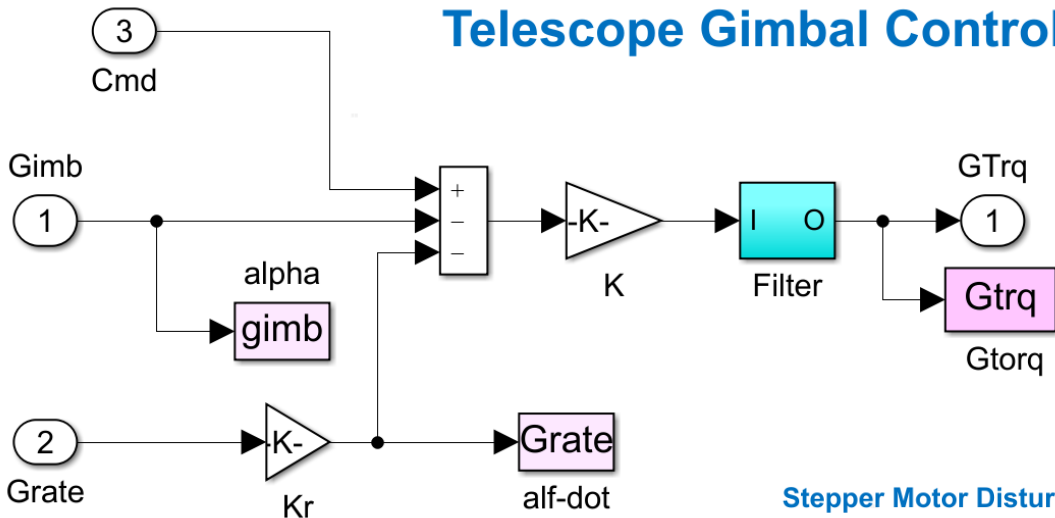 Telescope Gimbal Control
3
Cmd
Gimb
1
+
−
−
-K-
K
I O
Filter
GTrq
1
Gtrq
Gtorq
alpha
gimb
2
Grate
-K-
Kr
Grate
alf-dot
Stepper Motor Distur